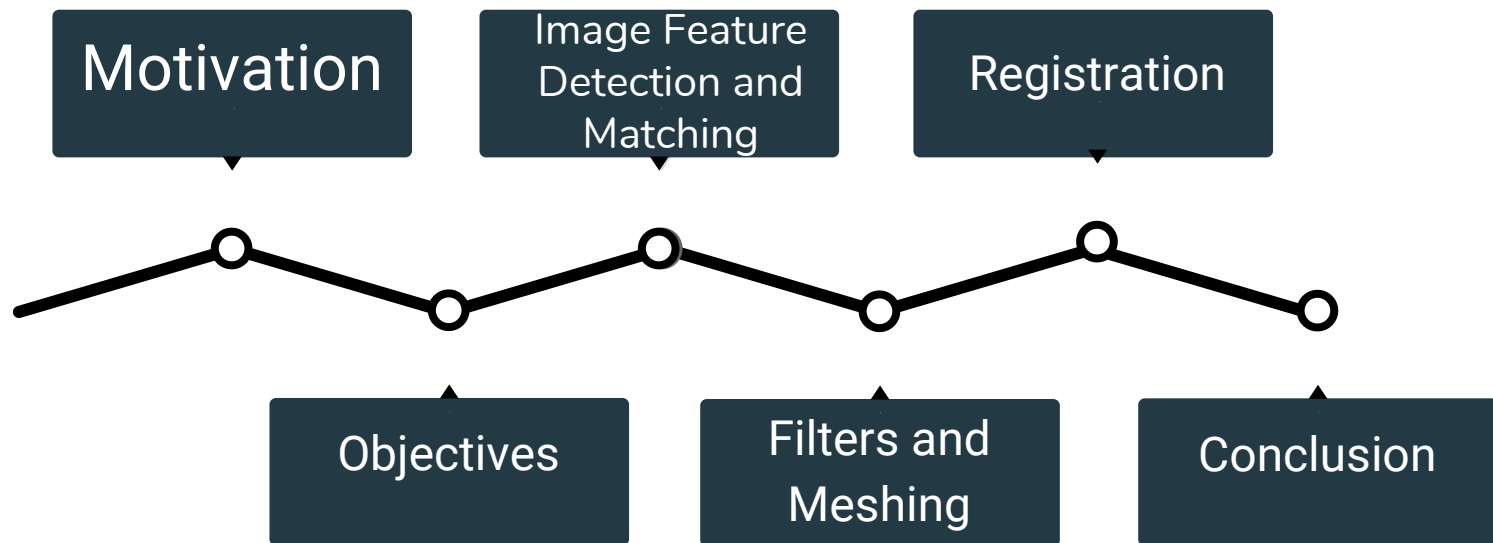 Motivation
Image Feature
Detection and
Matching
Registration
Objectives
Filters and
Meshing
Conclusion